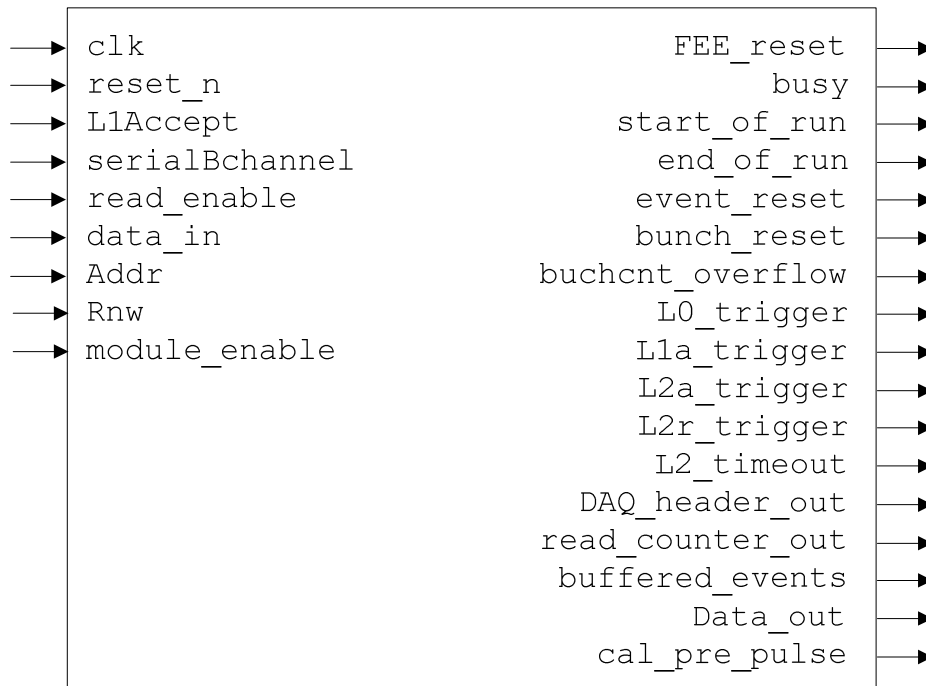 clk
reset_n
L1Accept
serialBchannel
read_enable
data_in
Addr
Rnw
module_enable
FEE_reset
busy
start_of_run
end_of_run
event_reset
bunch_reset
buchcnt_overflow
L0_trigger
L1a_trigger
L2a_trigger
L2r_trigger
L2_timeout
DAQ_header_out
read_counter_out
buffered_events
Data_out
cal_pre_pulse